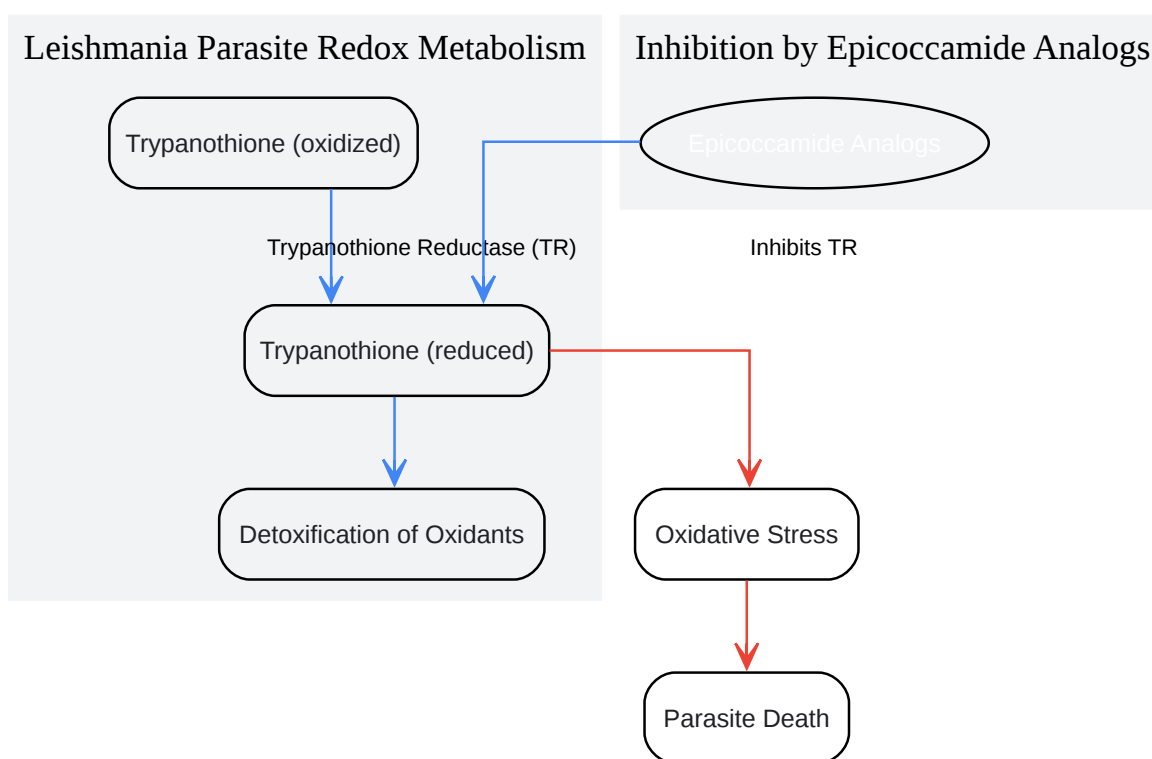 Leishmania Parasite Redox Metabolism
Inhibition by Epicoccamide Analogs
Trypanothione (oxidized)
Epicoccamide Analogs
Trypanothione Reductase (TR)
Inhibits TR
Trypanothione (reduced)
Detoxification of Oxidants
Oxidative Stress
Parasite Death